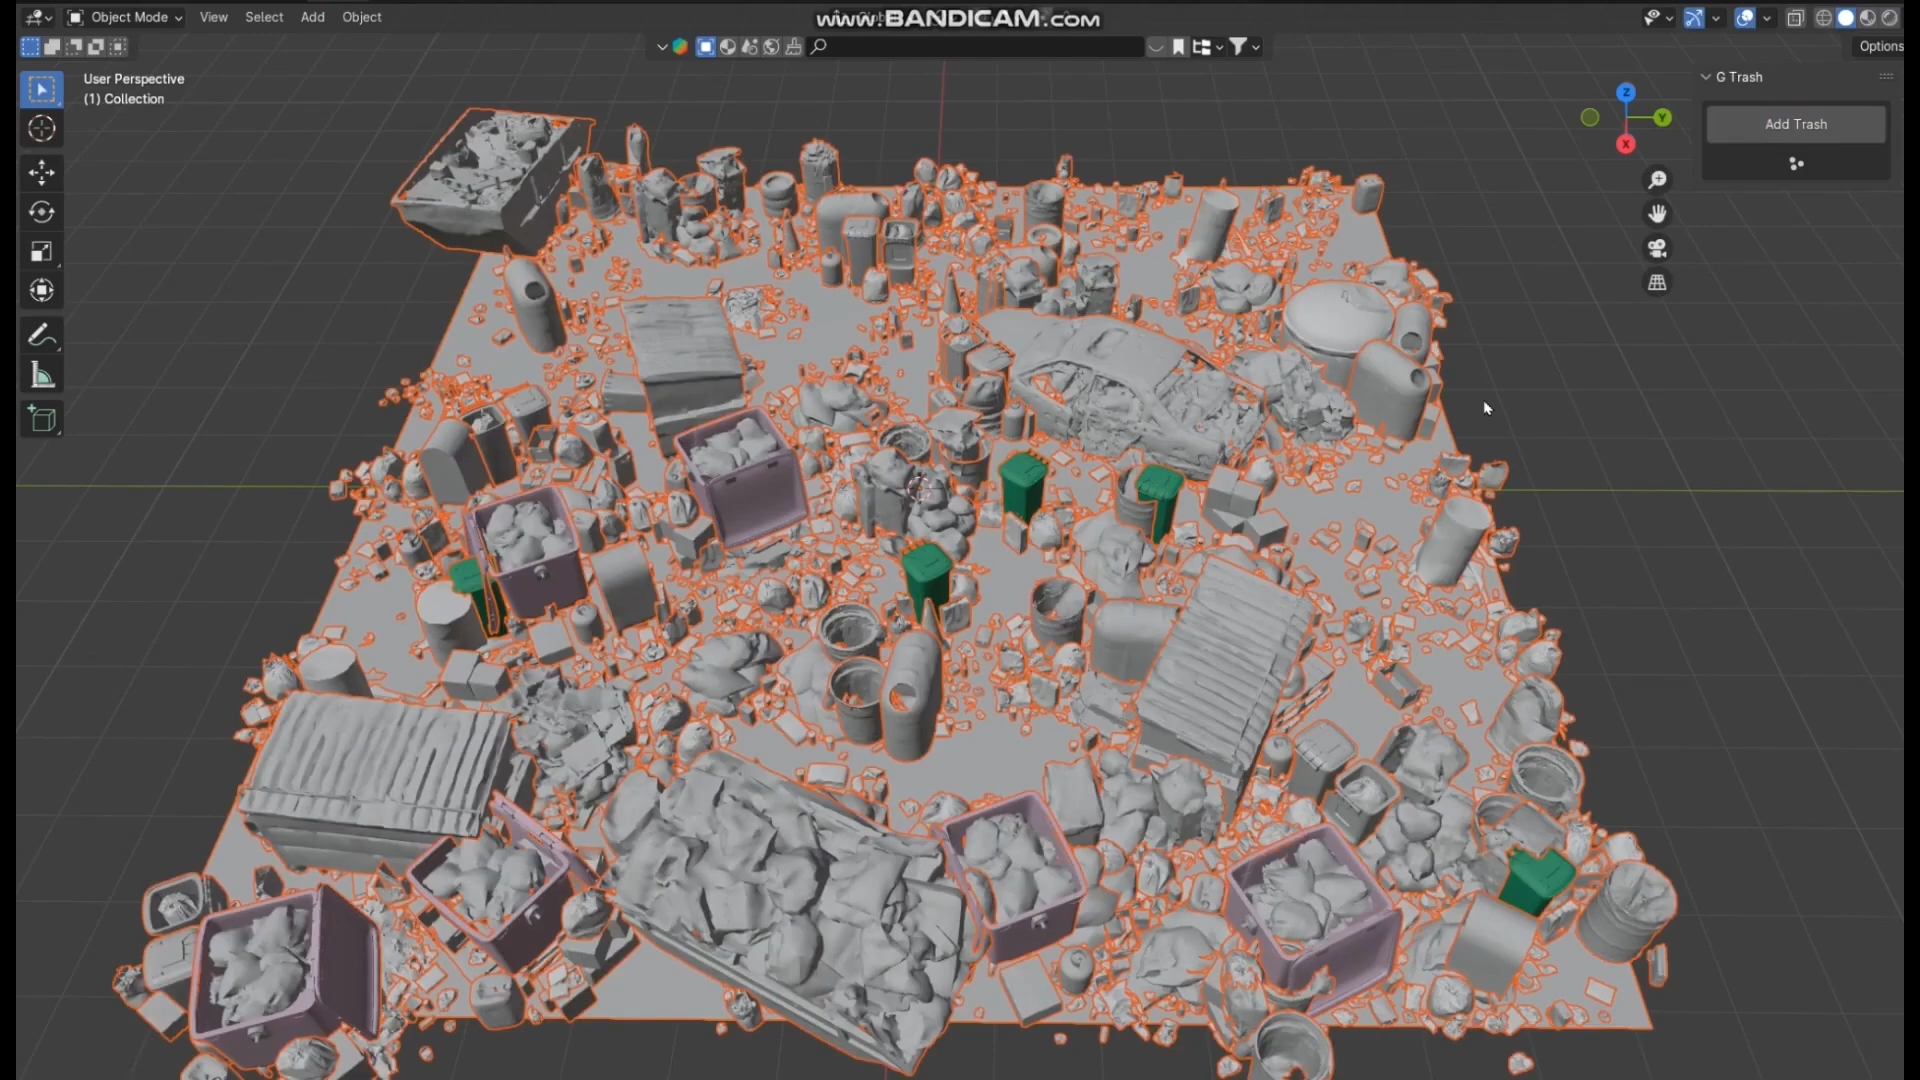 Object Mode
View
Select
Add
Object
www.BANDICAM.com
Options
User Perspective
(1) Collection
G Trash
Add Trash
Z
Y
X